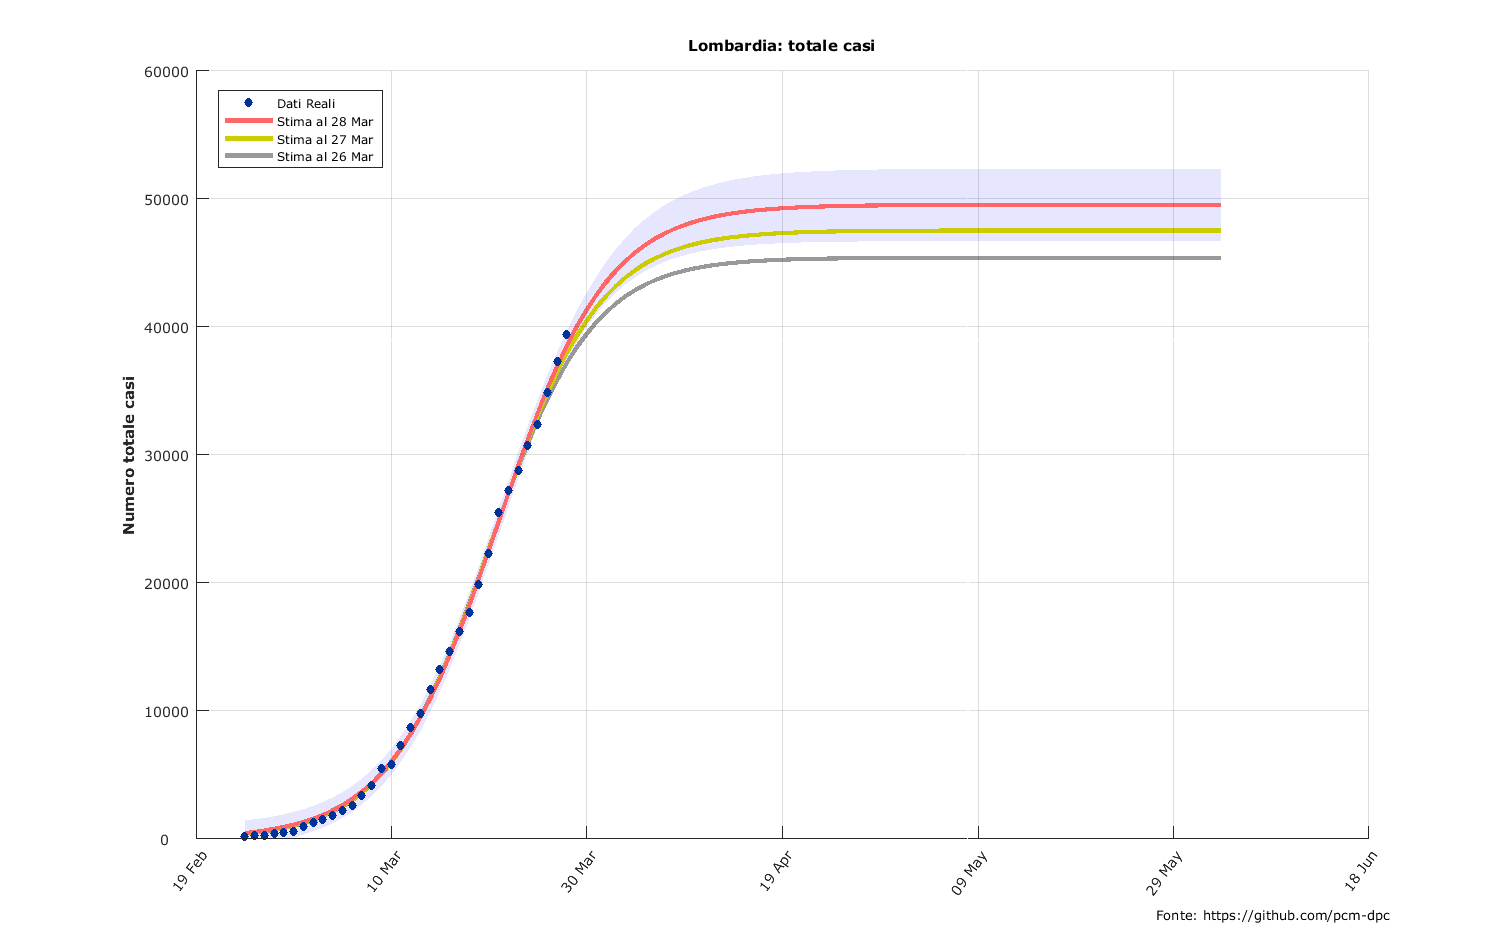 Lombardia: totale casi
60000
50000
40000
30000
20000
10000
0
Numero totale casi
Dati Reali
Stima al 28 Mar
Stima al 27 Mar
Stima al 26 Mar
19 Feb
10 Mar
30 Mar
19 Apr
09 May
29 May
18 Jun
Fonte: https://github.com/pcm-dpc